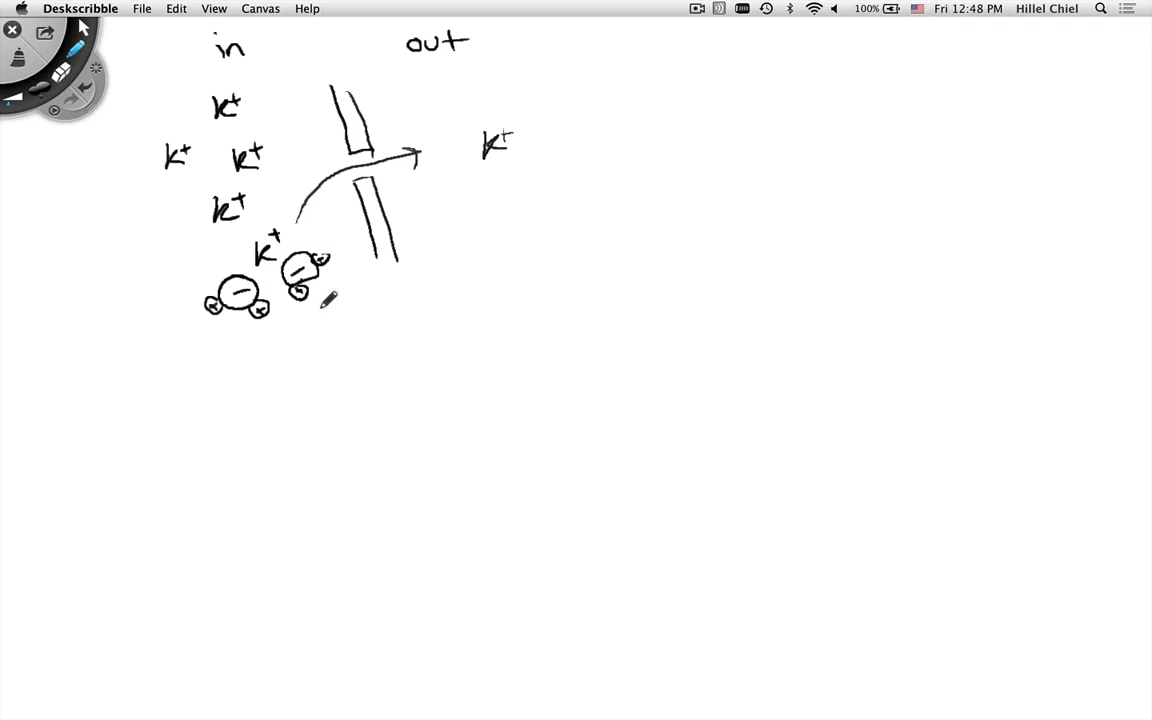 Deskscribble File Edit View Canvas Help 100% Fri 12:48 PM Hillel Chiel
in out
K+
K+ K+ K+
K+
K+
- +
- +
+ + +